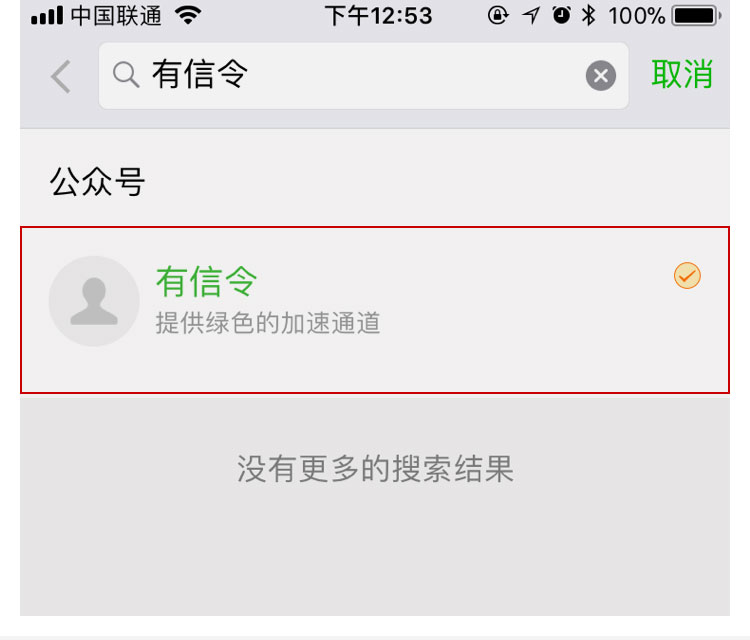 中国联通 下午12:53 100%
有信令 取消
公众号
有信令
提供绿色的加速通道
没有更多的搜索结果